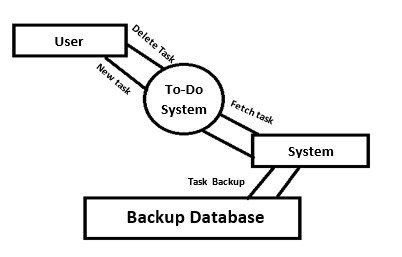 User
Delete Task
New task
To-Do
System
Fetch task
System
Task Backup
Backup Database